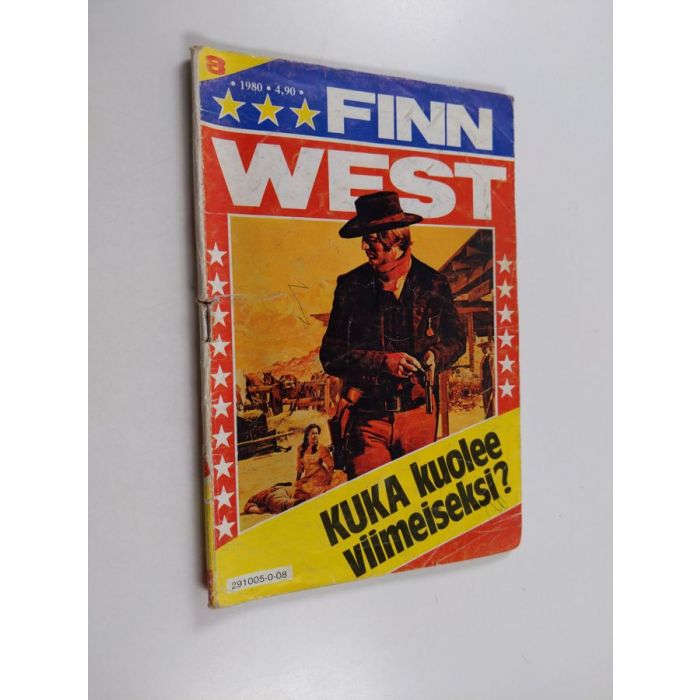 8
• 1980 • 4,90 •
FINN
WEST
KUKA kuolee
viimeiseksi?
291005-0-08